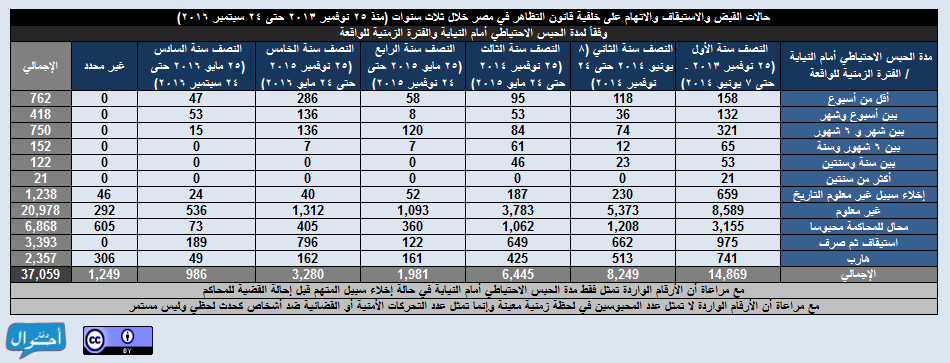 حالات القبض والاستيقاف والاتهام على خلفية قانون التظاهر في مصر خلال ثلاث سنوات (منذ ٢٥ نوفمبر ٢٠١٣ حتى ٢٤ سبتمبر ٢٠١٦)
وفقاً لمدة الحبس الاحتياطي أمام النيابة والفترة الزمنية للواقعة
مدة الحبس الاحتياطي أمام النيابة / الفترة الزمنية للواقعة | النصف سنة الأول (٢٥ نوفمبر ٢٠١٣ - حتى ٧ يونيو ٢٠١٤) | النصف سنة الثاني (٨ يونيو ٢٠١٤ حتى ٢٤ نوفمبر ٢٠١٤) | النصف سنة الثالث (٢٥ نوفمبر ٢٠١٤ حتى ٢٤ مايو ٢٠١٥) | النصف سنة الرابع (٢٥ مايو ٢٠١٥ حتى ٢٤ نوفمبر ٢٠١٥) | النصف سنة الخامس (٢٥ نوفمبر ٢٠١٥ حتى ٢٤ مايو ٢٠١٦) | النصف سنة السادس (٢٥ مايو ٢٠١٦ حتى ٢٤ سبتمبر ٢٠١٦) | غير محدد | الإجمالي
أقل من أسبوع | 158 | 118 | 95 | 58 | 286 | 47 | 0 | 762
بين أسبوع وشهر | 132 | 36 | 53 | 8 | 136 | 53 | 0 | 418
بين شهر و ٦ شهور | 321 | 74 | 84 | 120 | 136 | 15 | 0 | 750
بين ٦ شهور وسنة | 65 | 12 | 61 | 7 | 7 | 0 | 0 | 152
بين سنة وسنتين | 53 | 23 | 46 | 0 | 0 | 0 | 0 | 122
أكثر من سنتين | 21 | 0 | 0 | 0 | 0 | 0 | 0 | 21
إخلاء سبيل غير معلوم التاريخ | 659 | 230 | 187 | 52 | 40 | 24 | 46 | 1,238
غير معلوم | 8,589 | 5,373 | 3,783 | 1,093 | 1,312 | 536 | 292 | 20,978
محال للمحاكمة محبوسا | 3,155 | 1,208 | 1,062 | 360 | 405 | 73 | 605 | 6,868
استيقاف ثم صرف | 975 | 662 | 649 | 122 | 796 | 189 | 0 | 3,393
هارب | 741 | 513 | 425 | 161 | 162 | 49 | 306 | 2,357
الإجمالي | 14,869 | 8,249 | 6,445 | 1,981 | 3,280 | 986 | 1,249 | 37,059
مع مراعاة أن الأرقام الواردة تمثل فقط مدة الحبس الاحتياطي أمام النيابة في حالة إخلاء سبيل المتهم قبل إحالة القضية للمحاكم
مع مراعاة أن الأرقام الواردة لا تمثل عدد المحبوسين في لحظة زمنية معينة وإنما تمثل عدد التحركات الأمنية أو القضائية ضد أشخاص كحدث لحظي وليس مستمر
cc
BY